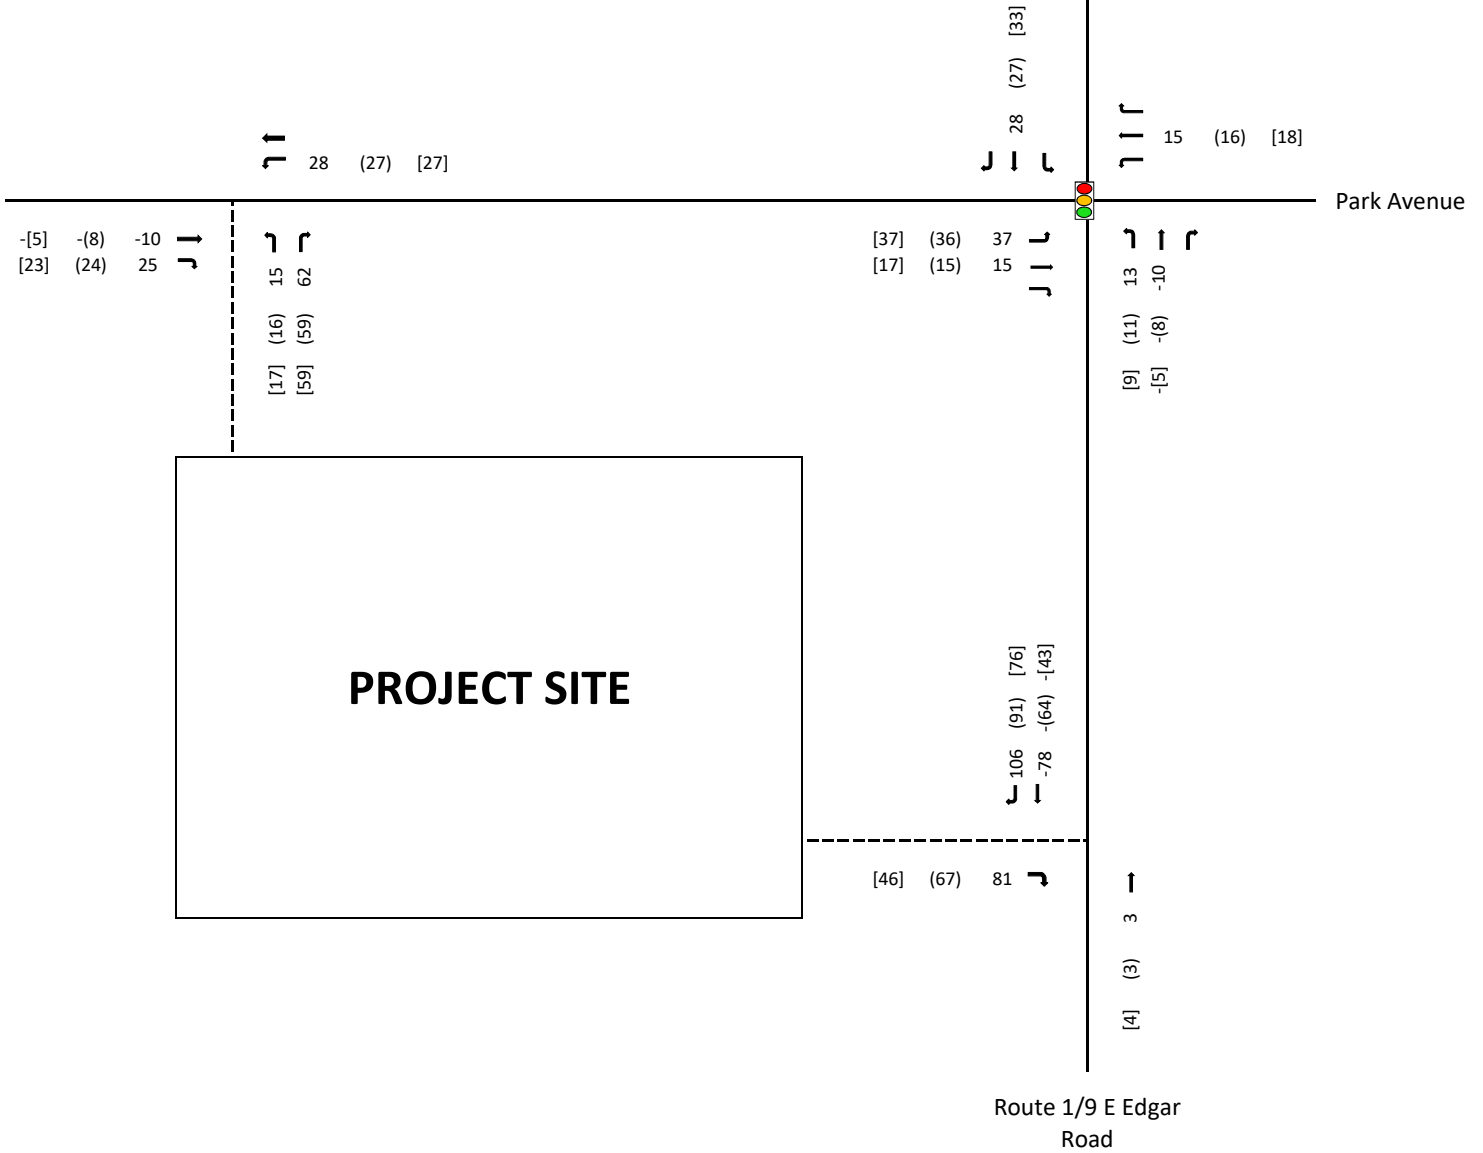 28 (27) [33]
15 (16) [18]
28 (27) [27]
Park Avenue
-[5] -(8) -10
[23] (24) 25
[17] (16) 15
[59] (59) 62
[37] (36) 37
[17] (15) 15
[9] (11) 13
-[5] -(8) -10
PROJECT SITE
106 (91) [76]
-78 -(64) -[43]
[46] (67) 81
[4] (3) 3
Route 1/9 E Edgar
Road